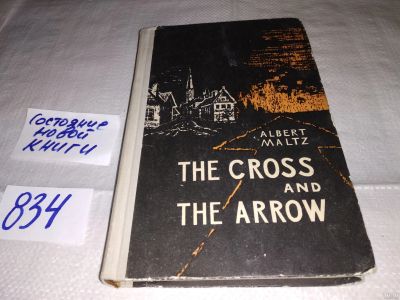 состояние
новой
книги
834
ALBERT
MALTZ
THE CROSS
AND
THE ARROW